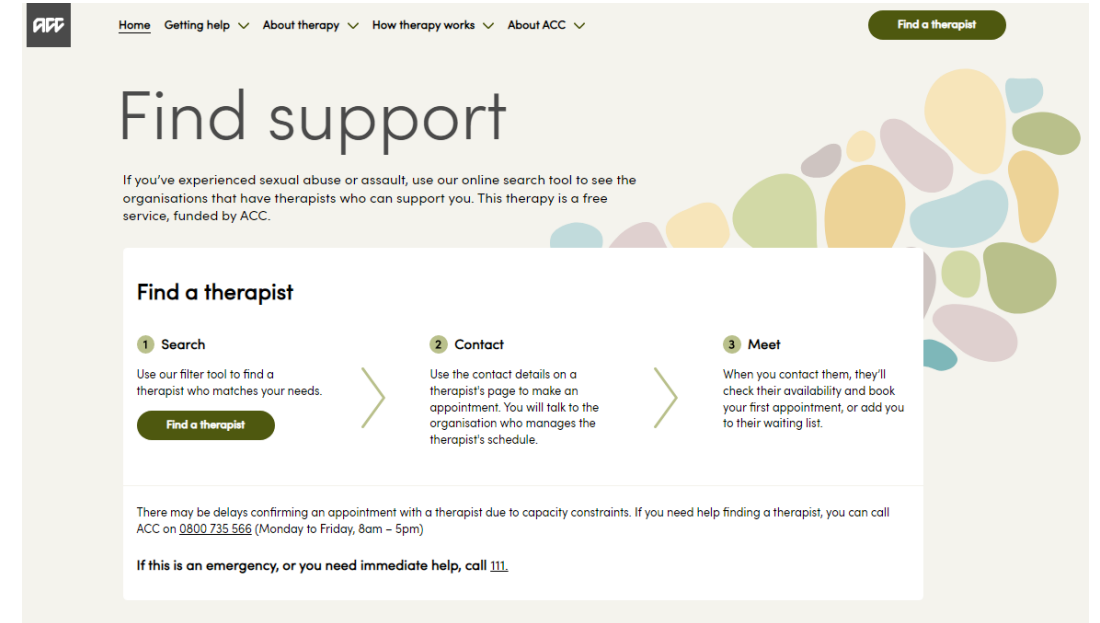 ACC
Home Getting help About therapy How therapy works About ACC Find a therapist
Find support
If you've experienced sexual abuse or assault, use our online search tool to see the
organisations that have therapists who can support you. This therapy is a free
service, funded by ACC.
Find a therapist
1 Search
Use our filter tool to find a
therapist who matches your needs.
Find a therapist
2 Contact
Use the contact details on a
therapist's page to make an
appointment. You will talk to the
organisation who manages the
therapist's schedule.
3 Meet
When you contact them, they'll
check their availability and book
your first appointment, or add you
to their waiting list.
There may be delays confirming an appointment with a therapist due to capacity constraints. If you need help finding a therapist, you can call
ACC on 0800 735 566 (Monday to Friday, 8am – 5pm)
If this is an emergency, or you need immediate help, call 111.